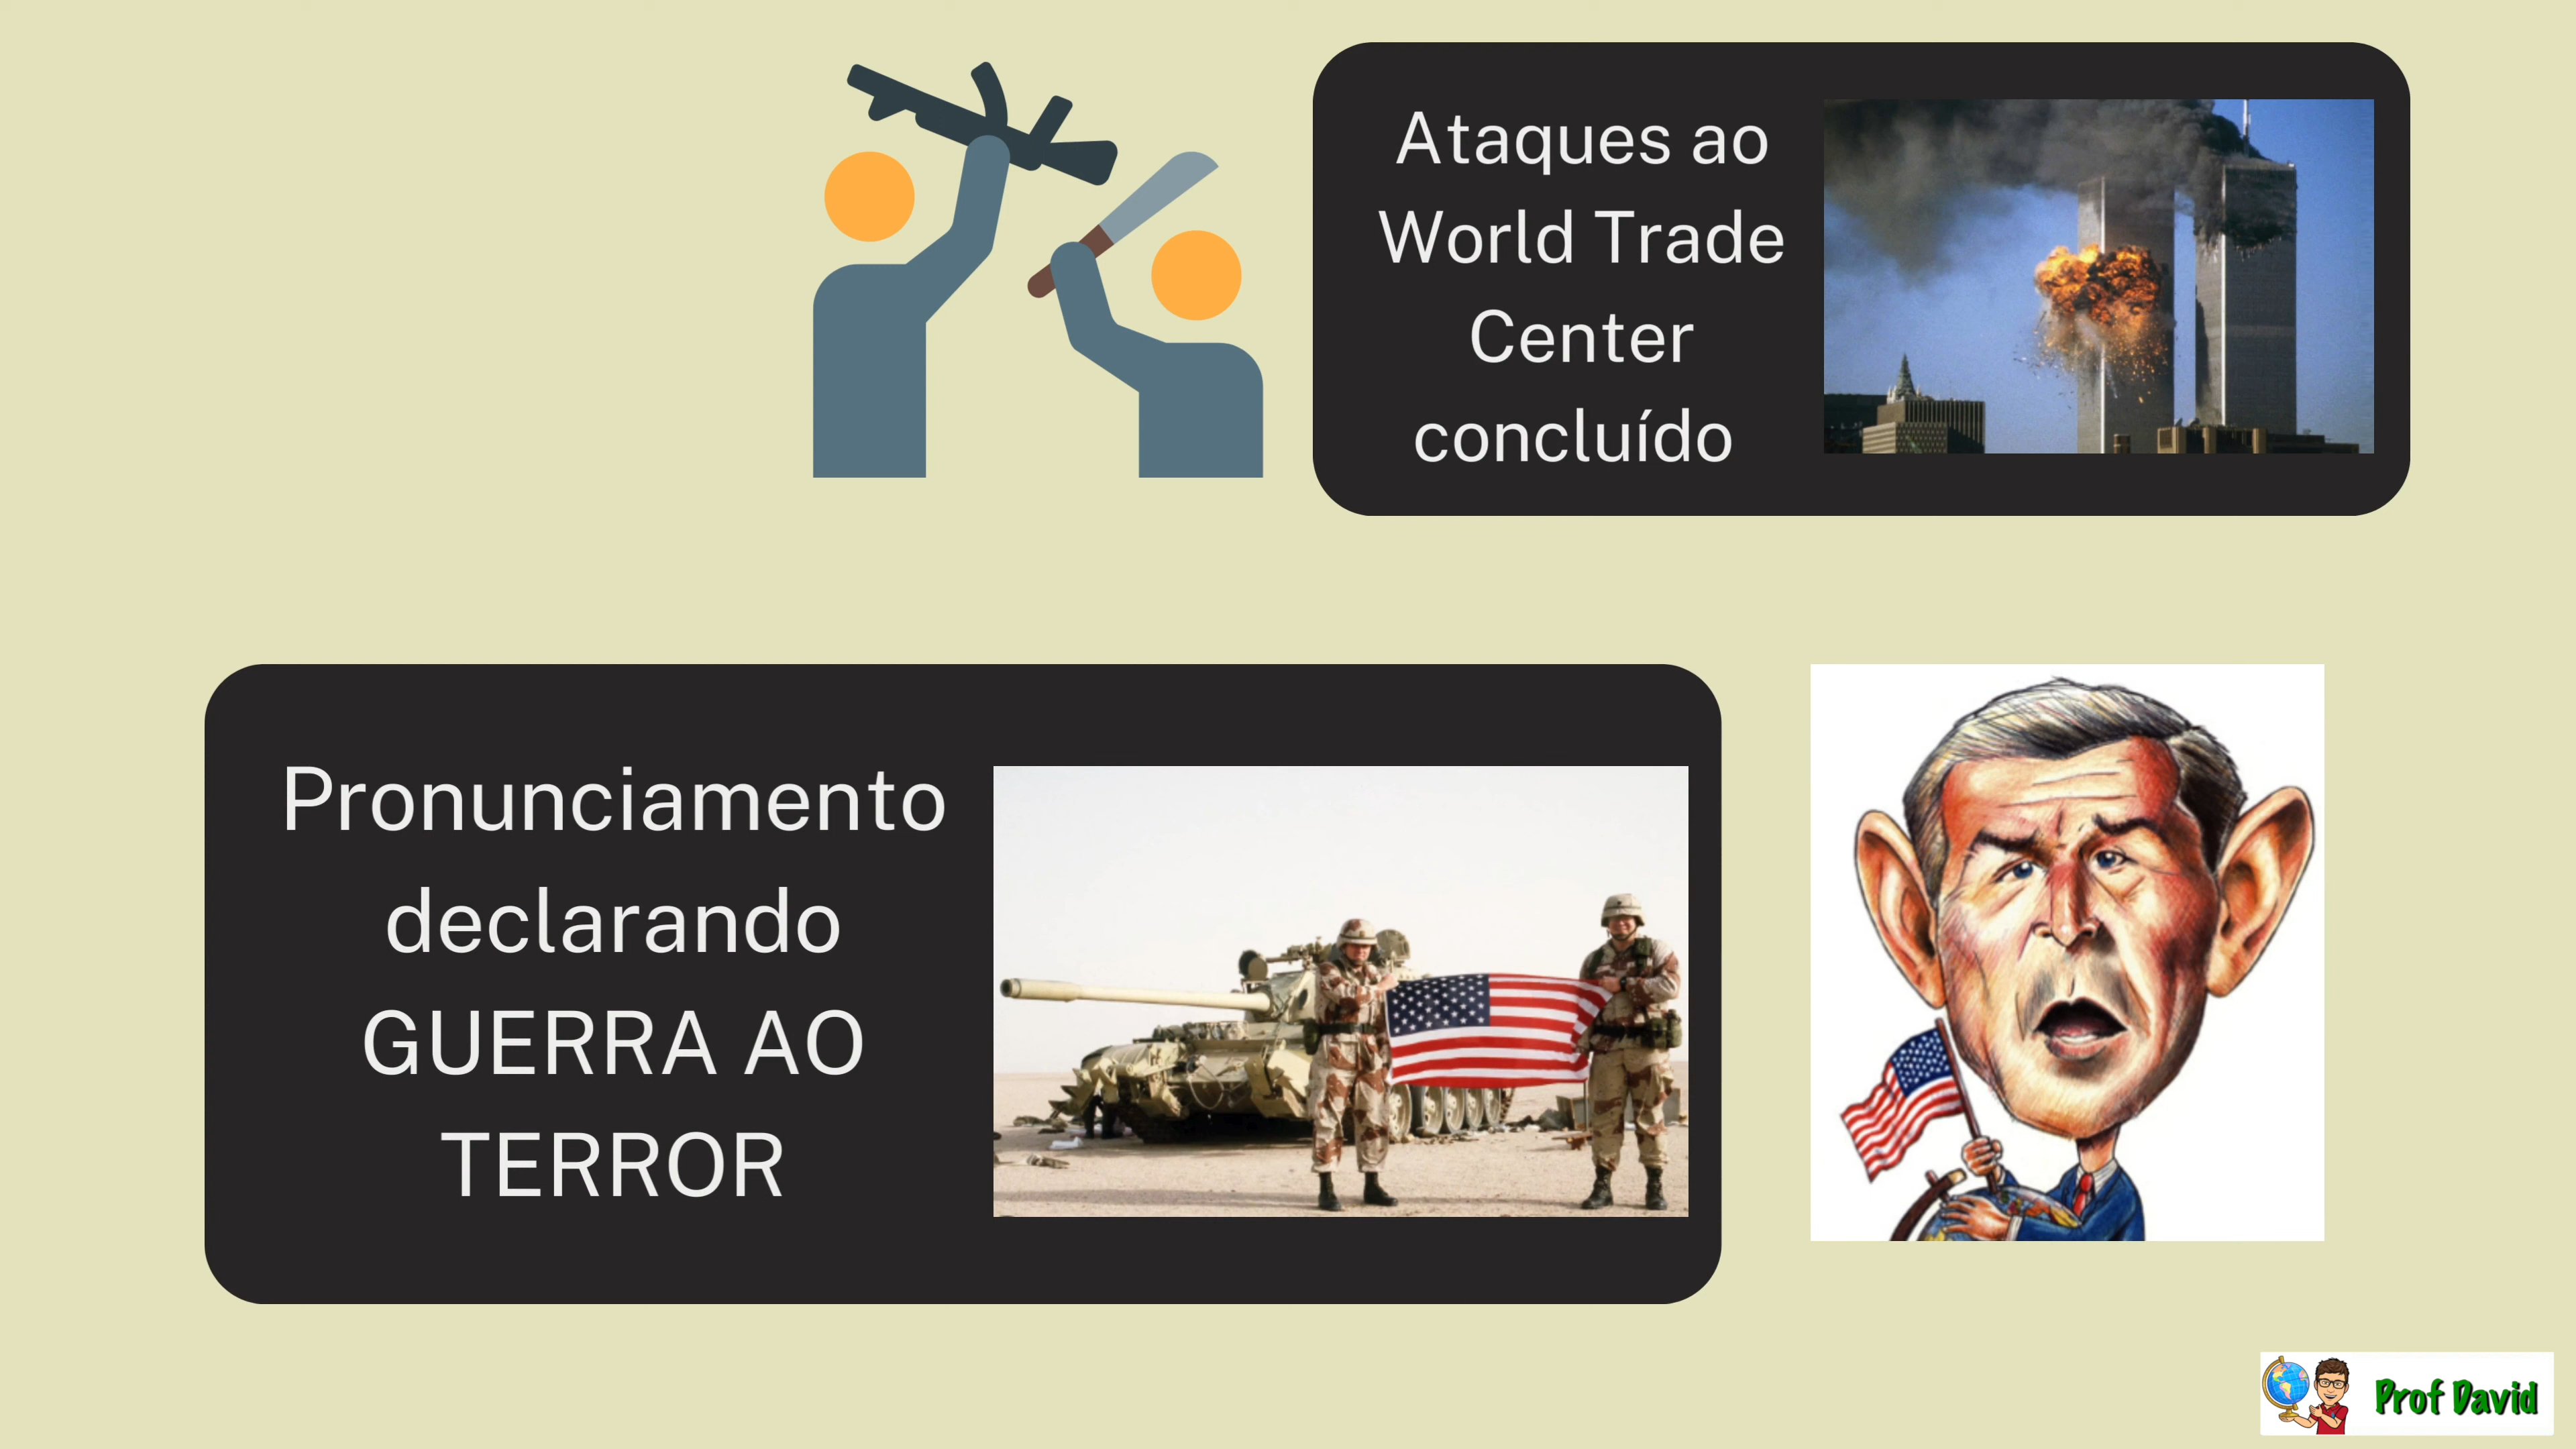 Ataques ao
World Trade
Center
concluído
Pronunciamento
declarando
GUERRA AO
TERROR
Prof David